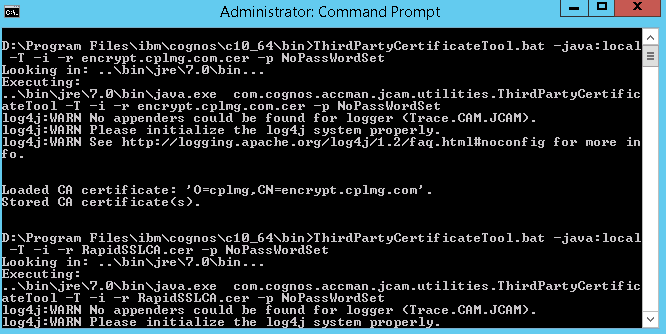 Administrator: Command Prompt
D:\Program Files\ibm\cognos\c10_64\bin>ThirdPartyCertificateTool.bat -java:local
 -T -i -r encrypt.cplmg.com.cer -p NoPassWordSet
Looking in: ..\bin\jre\7.0\bin...
Executing:
..\bin\jre\7.0\bin\java.exe  com.cognos.accman.jcam.utilities.ThirdPartyCertific
ateTool -T -i -r encrypt.cplmg.com.cer -p NoPassWordSet
log4j:WARN No appenders could be found for logger (Trace.CAM.JCAM).
log4j:WARN Please initialize the log4j system properly.
log4j:WARN See http://logging.apache.org/log4j/1.2/faq.html#noconfig for more in
fo.
Loaded CA certificate: 'O=cplmg,CN=encrypt.cplmg.com'.
Stored CA certificate(s).
D:\Program Files\ibm\cognos\c10_64\bin>ThirdPartyCertificateTool.bat -java:local
 -T -i -r RapidSSLCA.cer -p NoPassWordSet
Looking in: ..\bin\jre\7.0\bin...
Executing:
..\bin\jre\7.0\bin\java.exe  com.cognos.accman.jcam.utilities.ThirdPartyCertific
ateTool -T -i -r RapidSSLCA.cer -p NoPassWordSet
log4j:WARN No appenders could be found for logger (Trace.CAM.JCAM).
log4j:WARN Please initialize the log4j system properly.